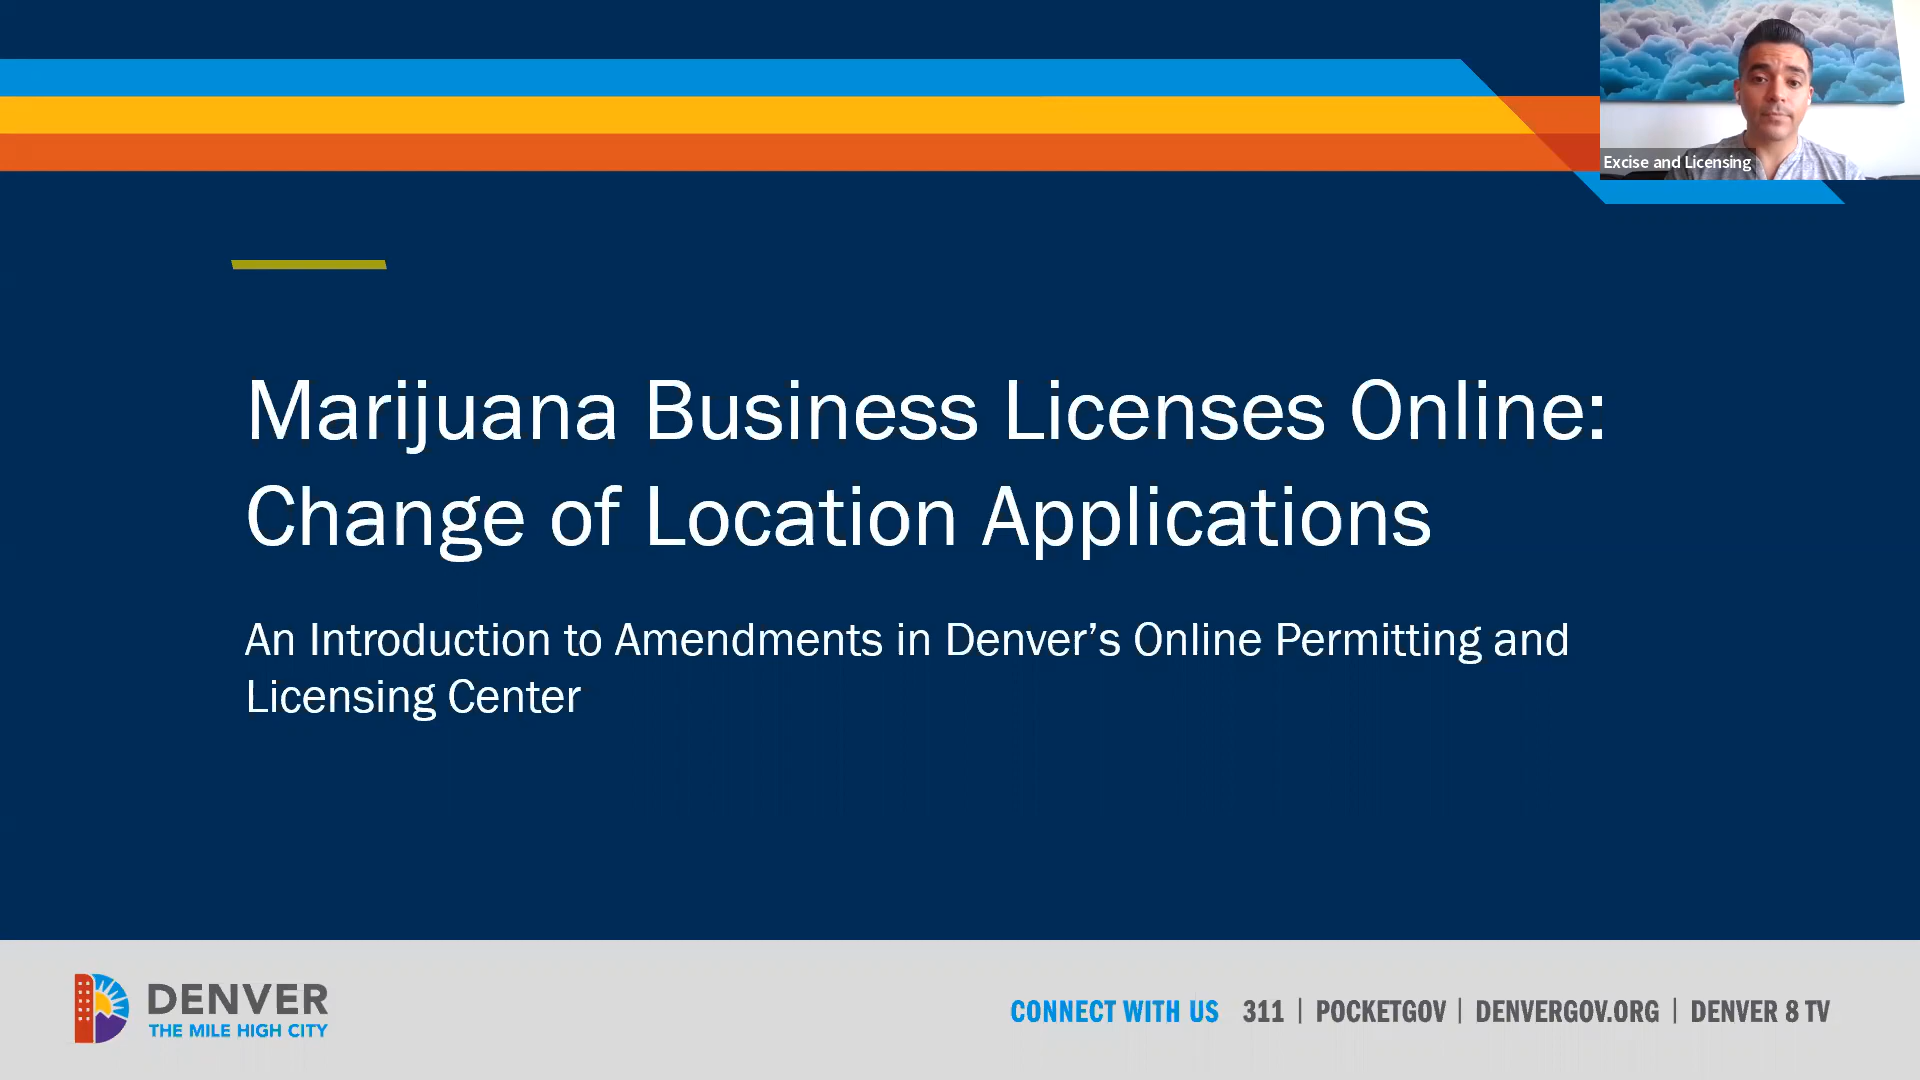 Excise and Licensing
Marijuana Business Licenses Online:
Change of Location Applications
An Introduction to Amendments in Denver’s Online Permitting and
Licensing Center
DENVER
THE MILE HIGH CITY
CONNECT WITH US 311 | POCKETGOV | DENVERGOV.ORG | DENVER 8 TV